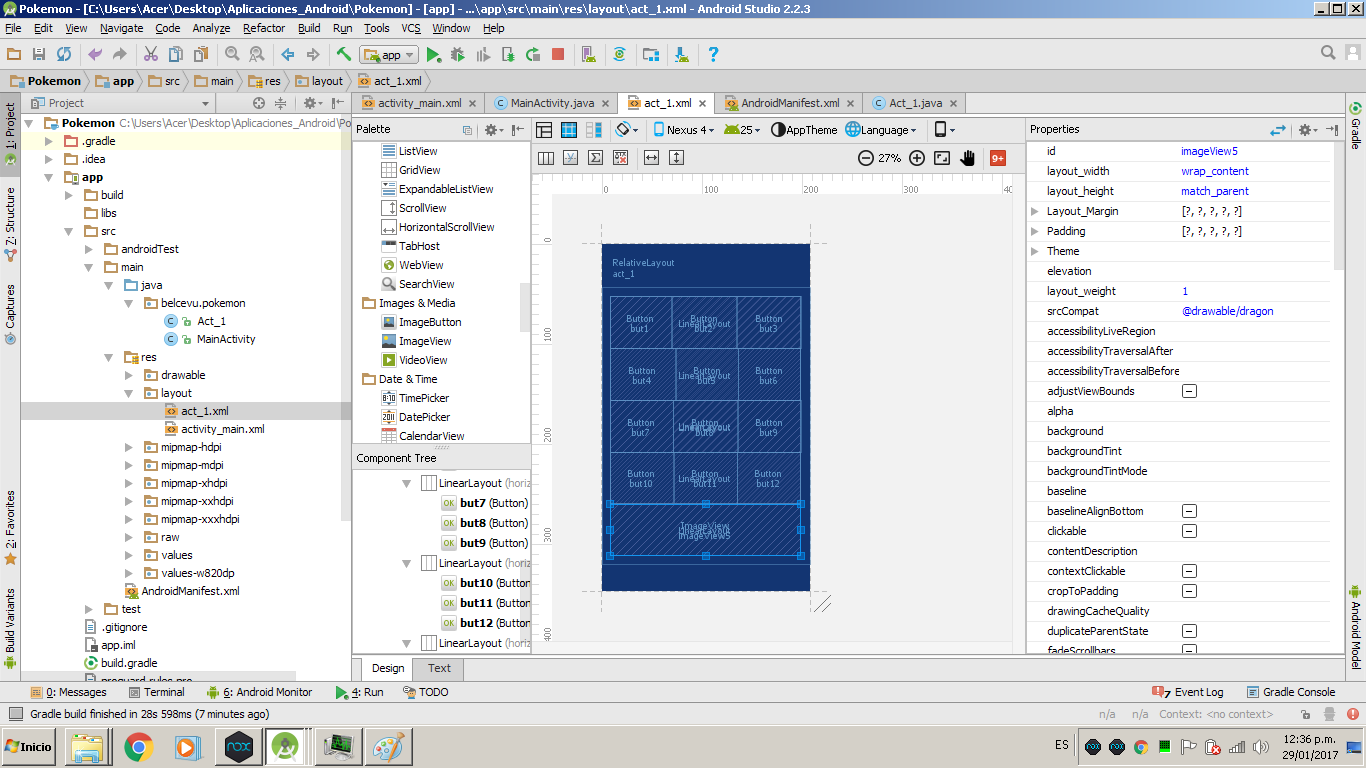 Pokemon - [C:\Users\Acer\Desktop\Aplicaciones_Android\Pokemon] - [app] - ...\app\src\main\res\layout\act_1.xml - Android Studio 2.2.3
File Edit View Navigate Code Analyze Refactor Build Run Tools VCS Window Help
app
Pokemon app src main res layout act_1.xml
Project
activity_main.xml MainActivity.java act_1.xml AndroidManifest.xml Act_1.java
1: Project
Z: Structure
Captures
2: Favorites
Build Variants
Pokemon C:\Users\Acer\Desktop\Aplicaciones_Android\Po
.gradle
.idea
app
build
libs
src
androidTest
main
java
belcevu.pokemon
Act_1
MainActivity
res
drawable
layout
act_1.xml
activity_main.xml
mipmap-hdpi
mipmap-mdpi
mipmap-xhdpi
mipmap-xxhdpi
mipmap-xxxhdpi
raw
values
values-w820dp
AndroidManifest.xml
test
.gitignore
app.iml
build.gradle
proguard-rules.pro
Palette
ListView
GridView
ExpandableListView
ScrollView
HorizontalScrollView
TabHost
WebView
SearchView
Images & Media
ImageButton
ImageView
VideoView
Date & Time
TimePicker
DatePicker
CalendarView
Component Tree
LinearLayout (horiz
OK but7 (Button)
OK but8 (Button)
OK but9 (Button)
LinearLayout (horiz
OK but10 (Button
OK but11 (Button
OK but12 (Button
LinearLayout (horiz
Nexus 4 25 AppTheme Language
27% 9+
0 100 200 300 40
0
100
200
300
400
RelativeLayout
act_1
Button
but1
Button
but2
LinearLayout
Button
but3
Button
but4
Button
but5
LinearLayout
Button
but6
Button
but7
Button
but8
LinearLayout
Button
but9
Button
but10
Button
but11
LinearLayout
Button
but12
ImageView
LinearLayout
imageView5
Properties
id imageView5
layout_width wrap_content
layout_height match_parent
Layout_Margin [?, ?, ?, ?, ?]
Padding [?, ?, ?, ?, ?]
Theme
elevation
layout_weight 1
srcCompat @drawable/dragon
accessibilityLiveRegion
accessibilityTraversalAfter
accessibilityTraversalBefore
adjustViewBounds
alpha
background
backgroundTint
backgroundTintMode
baseline
baselineAlignBottom
clickable
contentDescription
contextClickable
cropToPadding
drawingCacheQuality
duplicateParentState
fadeScrollbars
Gradle
Android Model
Design Text
0: Messages Terminal 6: Android Monitor 4: Run TODO
7 Event Log Gradle Console
Gradle build finished in 28s 598ms (7 minutes ago)
n/a n/a Context: <no context>
Inicio
nox
ES
12:36 p.m.
29/01/2017